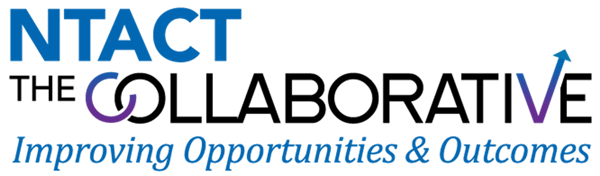 NTACT
THE COLLABORATIVE
Improving Opportunities & Outcomes